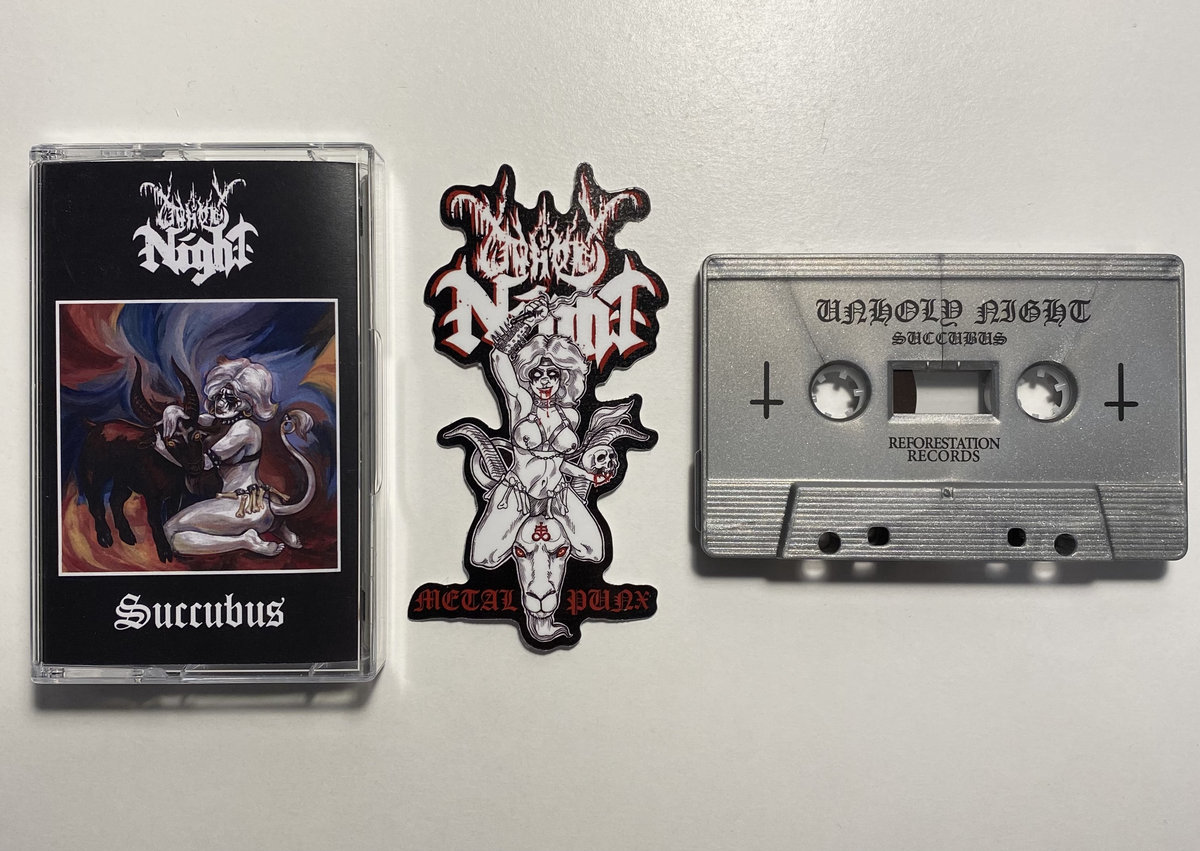 Unholy
Night
Succubus
Unholy
Night
METAL PUNX
UNHOLY NIGHT
SUCCUBUS
REFORESTATION
RECORDS